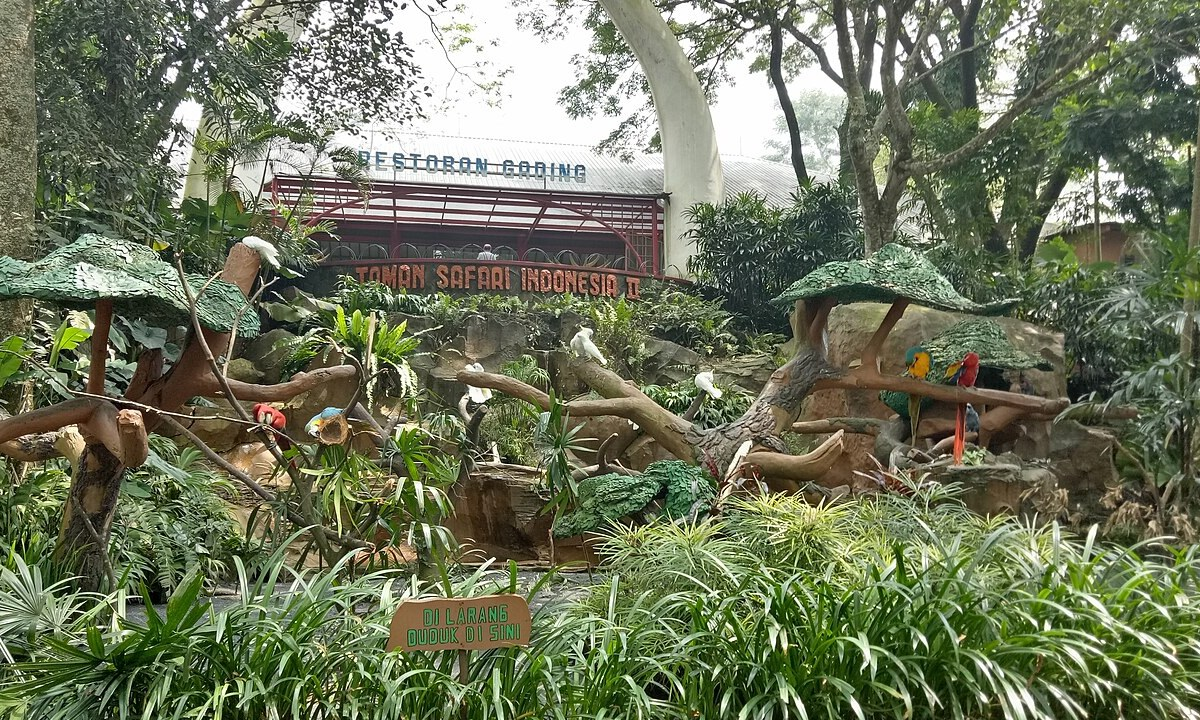 RESTORAN GADING
TAMAN SAFARI INDONESIA II
DI LARANG
DUDUK DI SINI